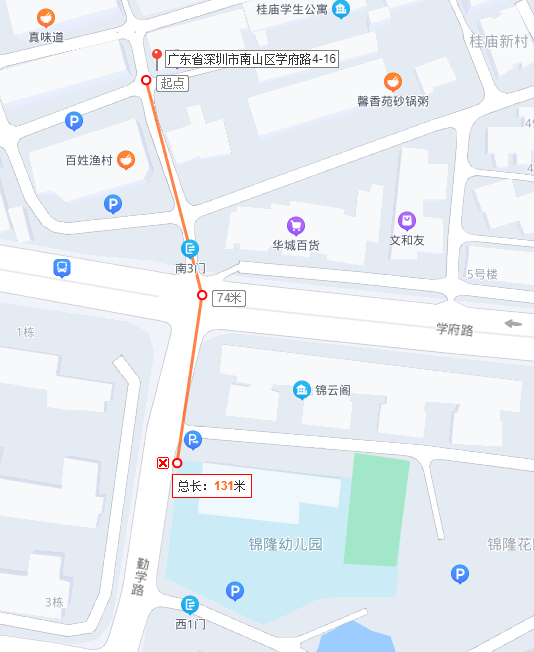 桂庙学生公寓
真味道
桂庙新村
广东省深圳市南山区学府路4-16
起点
馨香苑砂锅粥
P
百姓渔村
P
华城百货
文和友
南3门
5号楼
74米
1栋
学府路
锦云阁
P
总长：131米
锦隆幼儿园
锦隆花
勤学路
P
P
3栋
西1门